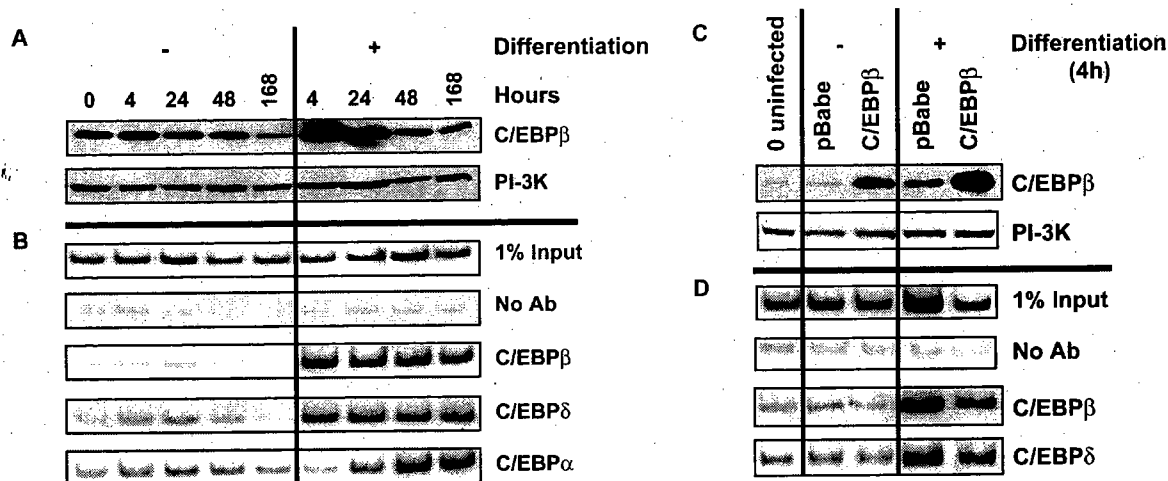 A
- + Differentiation
0 4 24 48 168 4 24 48 168 Hours
C/EBPβ
PI-3K
B
1% Input
No Ab
C/EBPβ
C/EBPδ
C/EBPα
C
- + Differentiation
(4h)
0 uninfected pBabe C/EBPβ pBabe C/EBPβ
C/EBPβ
PI-3K
D
1% Input
No Ab
C/EBPβ
C/EBPδ